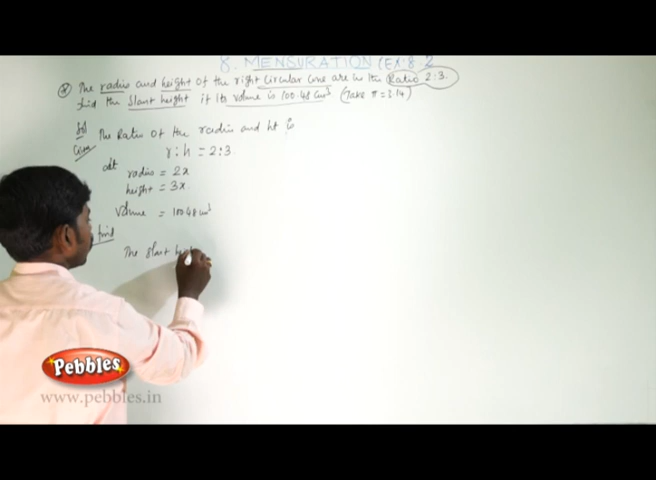 8. MENSURATION (EX-8.2
The radius and height of the right circular cone are in the Ratio 2:3.
find the slant height if its volume is 100.48 cm³ (Take π=3.14)
Sol
The Ratio of the radius and ht is
Given
r : h = 2:3.
let
radius = 2x
height = 3x
volume = 100.48 cm³
find
The slant heigh
Pebbles
www.pebbles.in